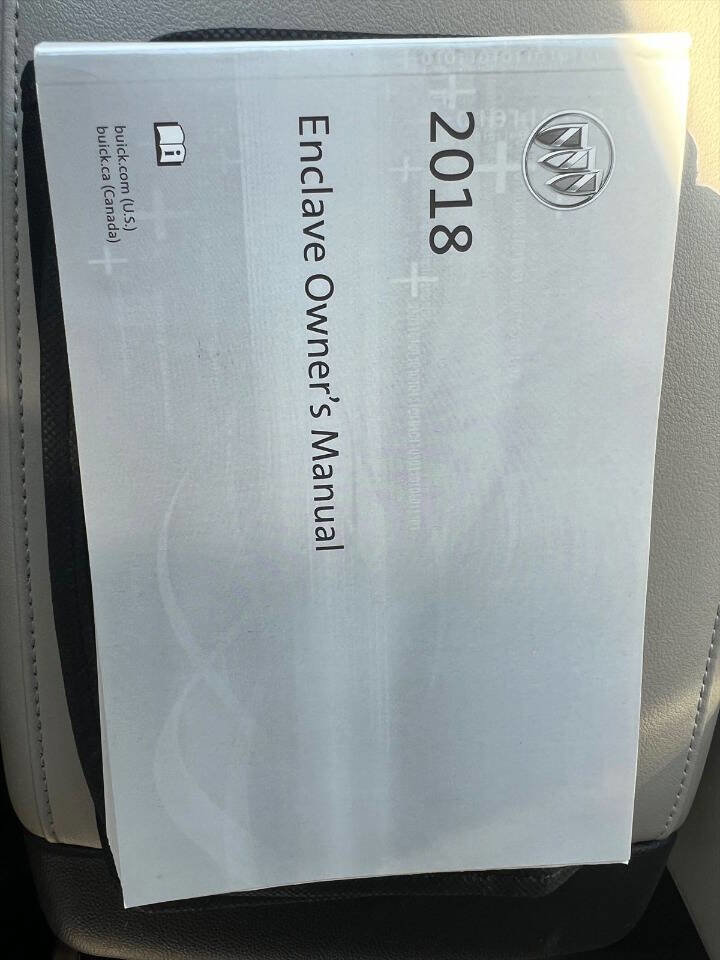 2018
Enclave Owner's Manual
buick.com (U.S.)
buick.ca (Canada)